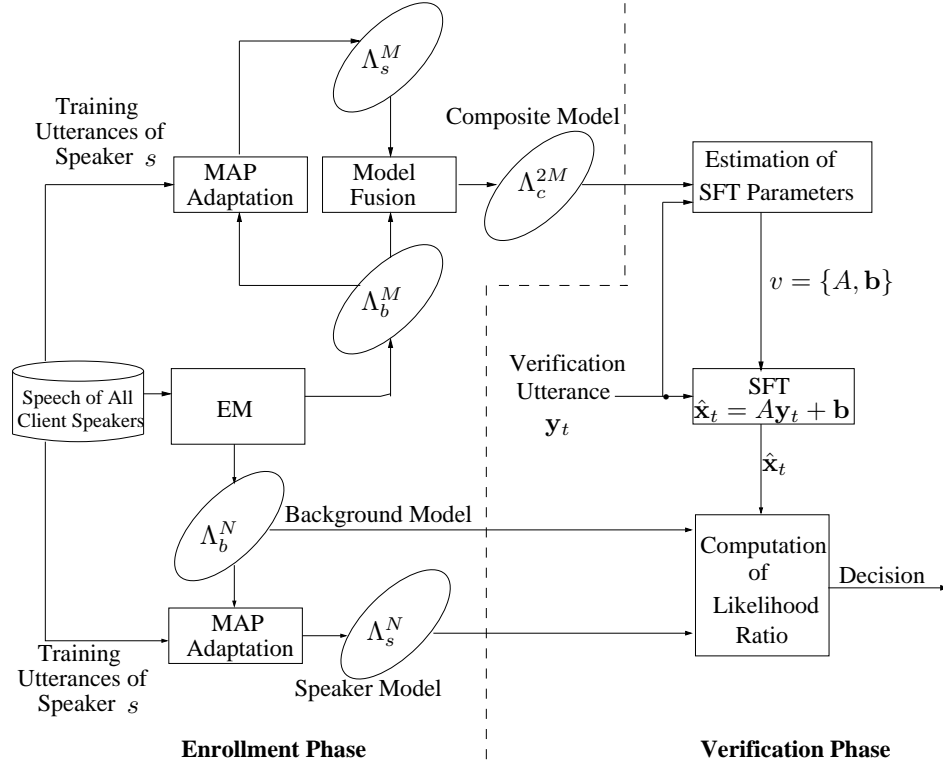 Λ_s^M
Training
Utterances of
Speaker s
MAP
Adaptation
Model
Fusion
Composite Model
Λ_c^{2M}
Estimation of
SFT Parameters
Λ_b^M
v = {A, b}
Speech of All
Client Speakers
EM
Verification
Utterance
y_t
SFT
x̂_t = Ay_t + b
x̂_t
Λ_b^N
Background Model
Computation
of
Likelihood
Ratio
Decision
MAP
Adaptation
Λ_s^N
Training
Utterances of
Speaker s
Speaker Model
Enrollment Phase
Verification Phase